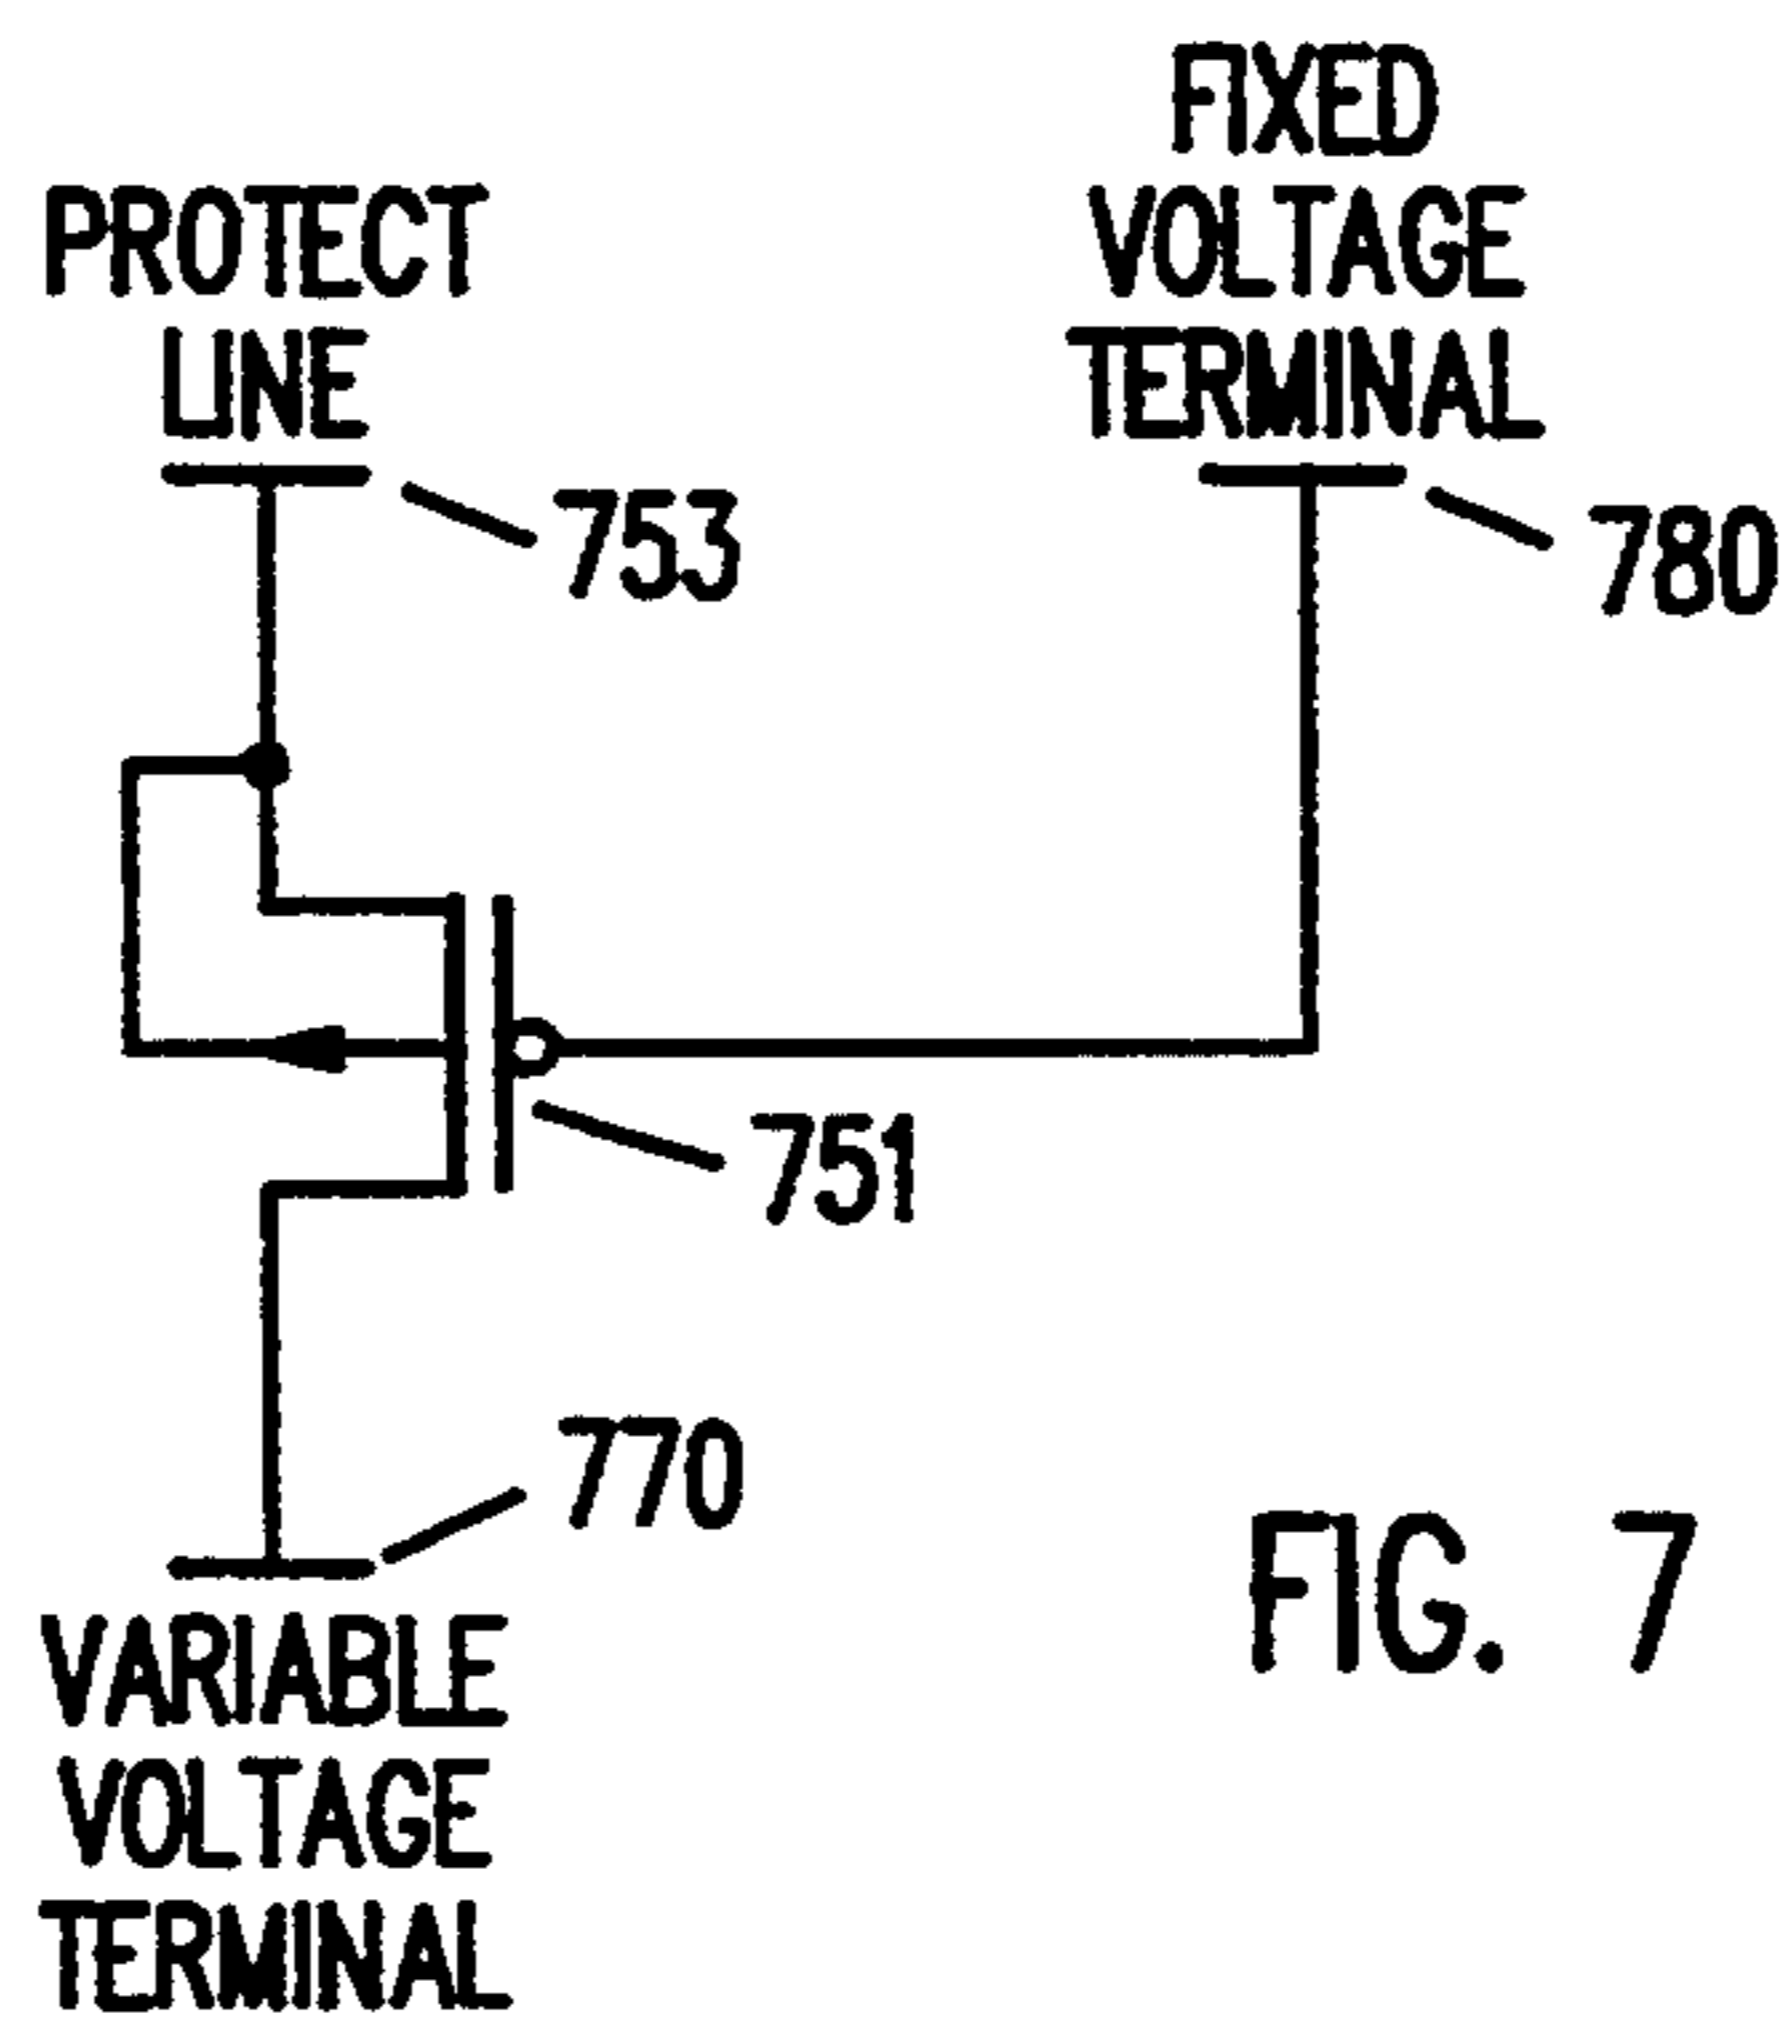 PROTECT
LINE
753
FIXED
VOLTAGE
TERMINAL
780
751
770
VARIABLE
VOLTAGE
TERMINAL
FIG. 7